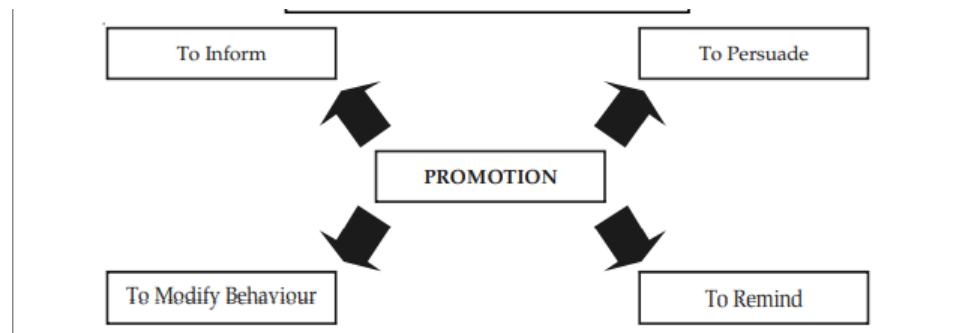 To Inform
To Persuade
PROMOTION
To Modify Behaviour
To Remind